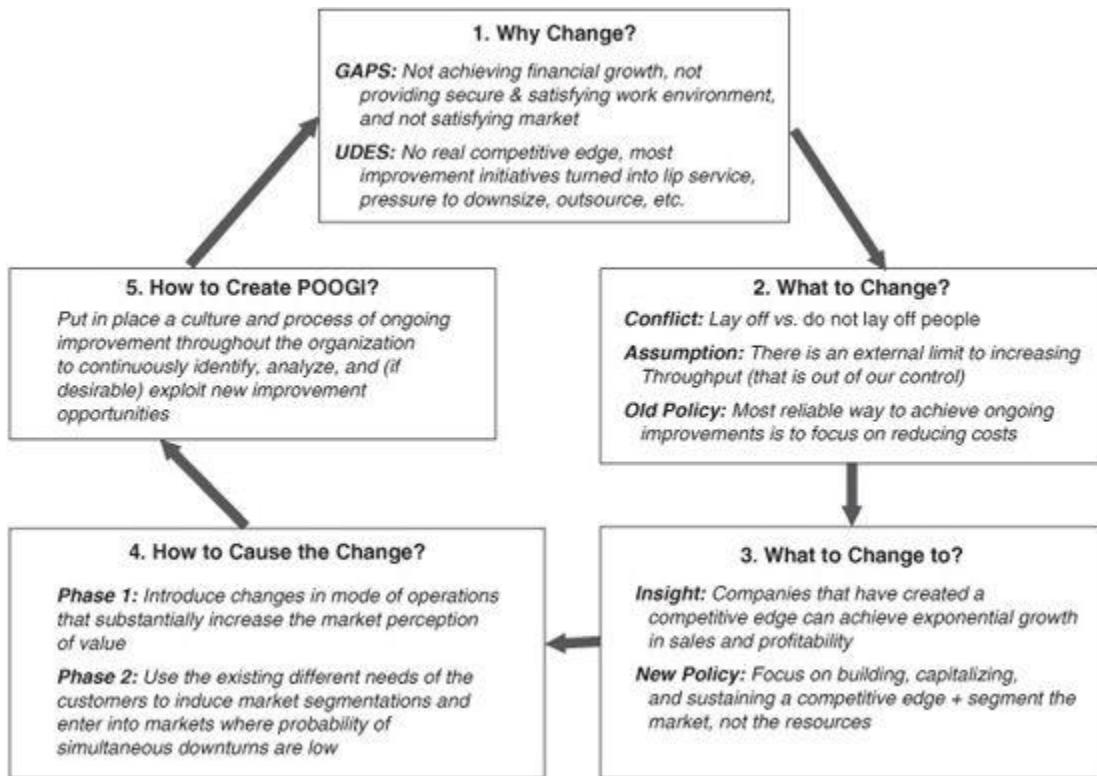 1. Why Change?
GAPS: Not achieving financial growth, not
providing secure & satisfying work environment,
and not satisfying market
UDES: No real competitive edge, most
improvement initiatives turned into lip service,
pressure to downsize, outsource, etc.
2. What to Change?
Conflict: Lay off vs. do not lay off people
Assumption: There is an external limit to increasing
Throughput (that is out of our control)
Old Policy: Most reliable way to achieve ongoing
improvements is to focus on reducing costs
3. What to Change to?
Insight: Companies that have created a
competitive edge can achieve exponential growth
in sales and profitability
New Policy: Focus on building, capitalizing,
and sustaining a competitive edge + segment the
market, not the resources
4. How to Cause the Change?
Phase 1: Introduce changes in mode of operations
that substantially increase the market perception
of value
Phase 2: Use the existing different needs of the
customers to induce market segmentations and
enter into markets where probability of
simultaneous downturns are low
5. How to Create POOGI?
Put in place a culture and process of ongoing
improvement throughout the organization
to continuously identify, analyze, and (if
desirable) exploit new improvement
opportunities